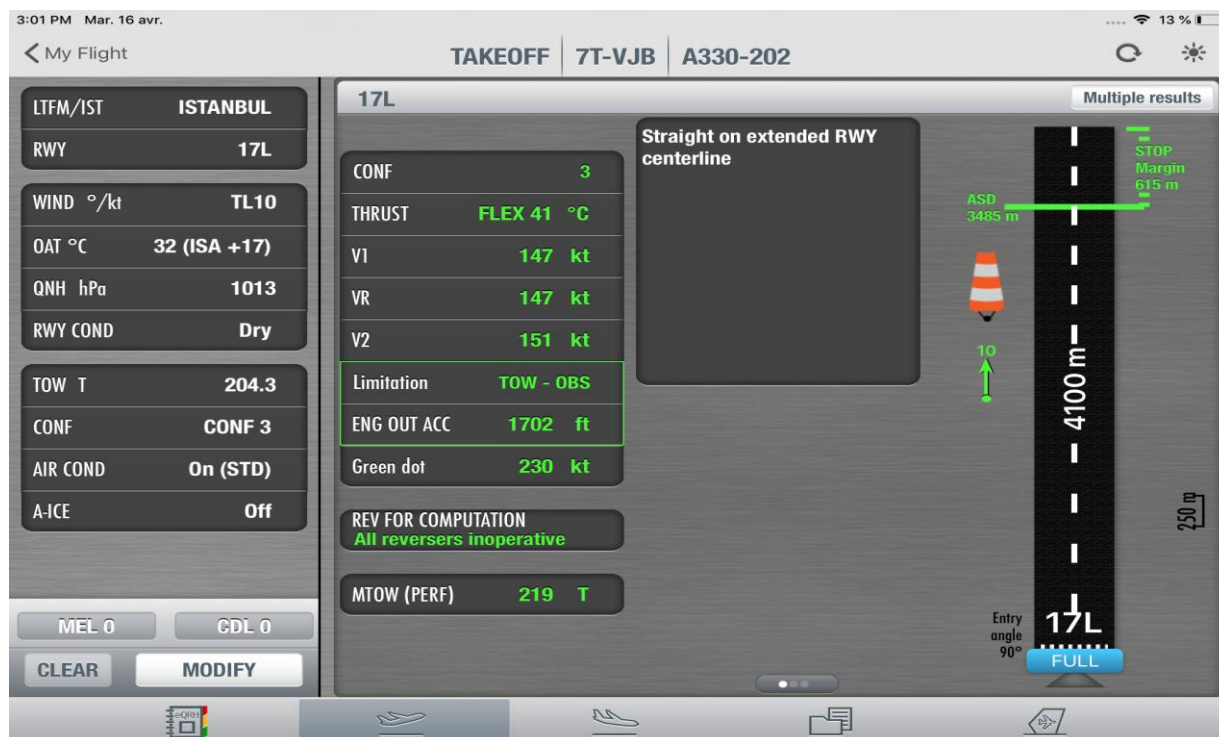 3:01 PM Mar. 16 avr.
13 %
My Flight
TAKEOFF 7T-VJB A330-202
LTFM/IST ISTANBUL
RWY 17L
WIND °/kt TL10
OAT °C 32 (ISA +17)
QNH hPa 1013
RWY COND Dry
TOW T 204.3
CONF CONF 3
AIR COND On (STD)
A-ICE Off
MEL 0 CDL 0
CLEAR MODIFY
17L Multiple results
CONF 3
THRUST FLEX 41 °C
V1 147 kt
VR 147 kt
V2 151 kt
Limitation TOW - OBS
ENG OUT ACC 1702 ft
Green dot 230 kt
REV FOR COMPUTATION
All reversers inoperative
MTOW (PERF) 219 T
Straight on extended RWY
centerline
STOP
Margin
615 m
ASD
3485 m
10
4100 m
250 m
Entry
angle
90°
17L
FULL
eQRH